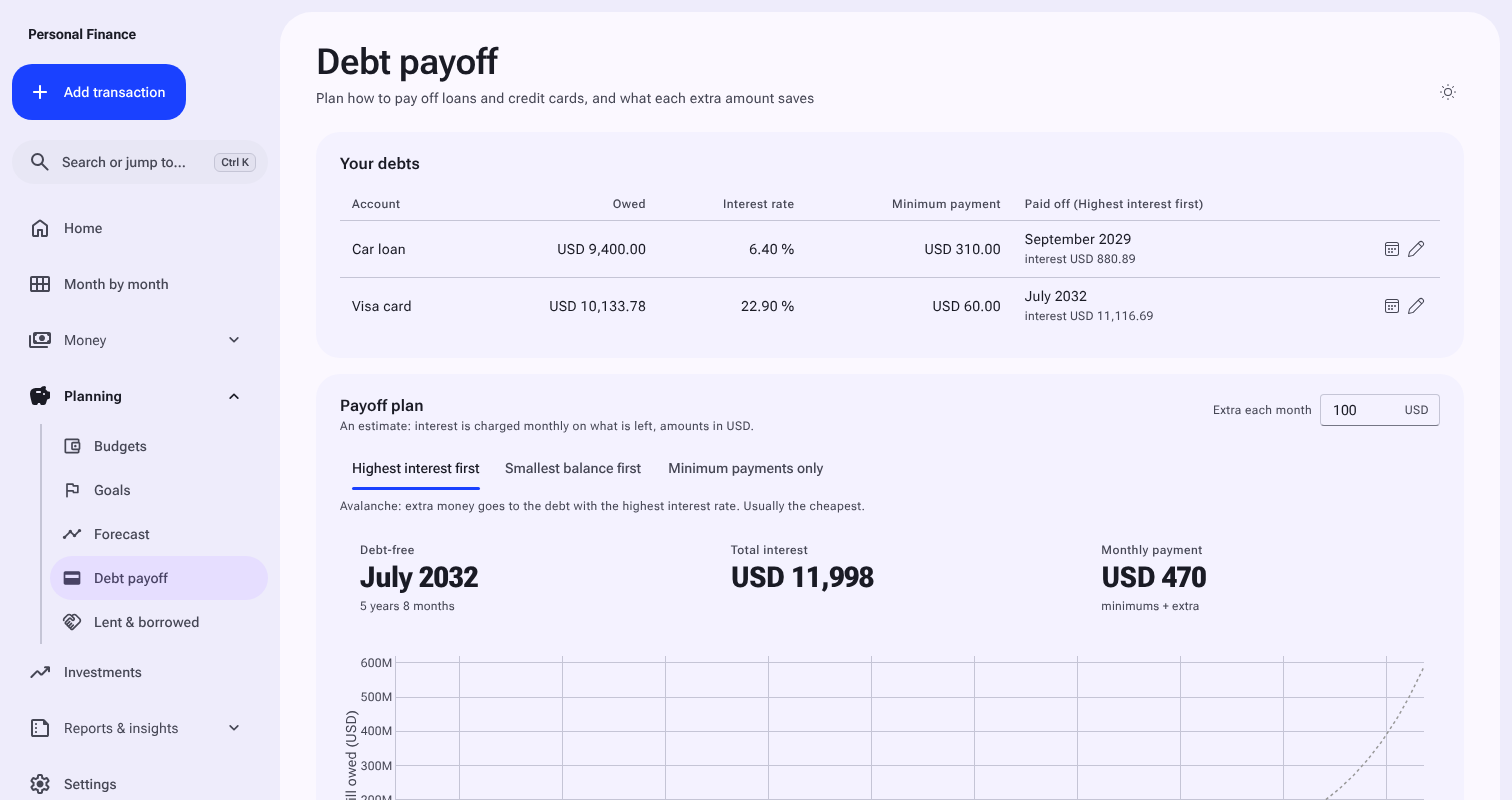 Personal Finance
Add transaction
Search or jump to...
Ctrl K
Home
Month by month
Money
Planning
Budgets
Goals
Forecast
Debt payoff
Lent & borrowed
Investments
Reports & insights
Settings
Debt payoff
Plan how to pay off loans and credit cards, and what each extra amount saves
Your debts
Account Owed Interest rate Minimum payment Paid off (Highest interest first)
Car loan USD 9,400.00 6.40 % USD 310.00 September 2029
interest USD 880.89
Visa card USD 10,133.78 22.90 % USD 60.00 July 2032
interest USD 11,116.69
Payoff plan
An estimate: interest is charged monthly on what is left, amounts in USD.
Extra each month 100 USD
Highest interest first Smallest balance first Minimum payments only
Avalanche: extra money goes to the debt with the highest interest rate. Usually the cheapest.
Debt-free Total interest Monthly payment
July 2032 USD 11,998 USD 470
5 years 8 months minimums + extra
600M
500M
400M
300M
200M
owed (USD)